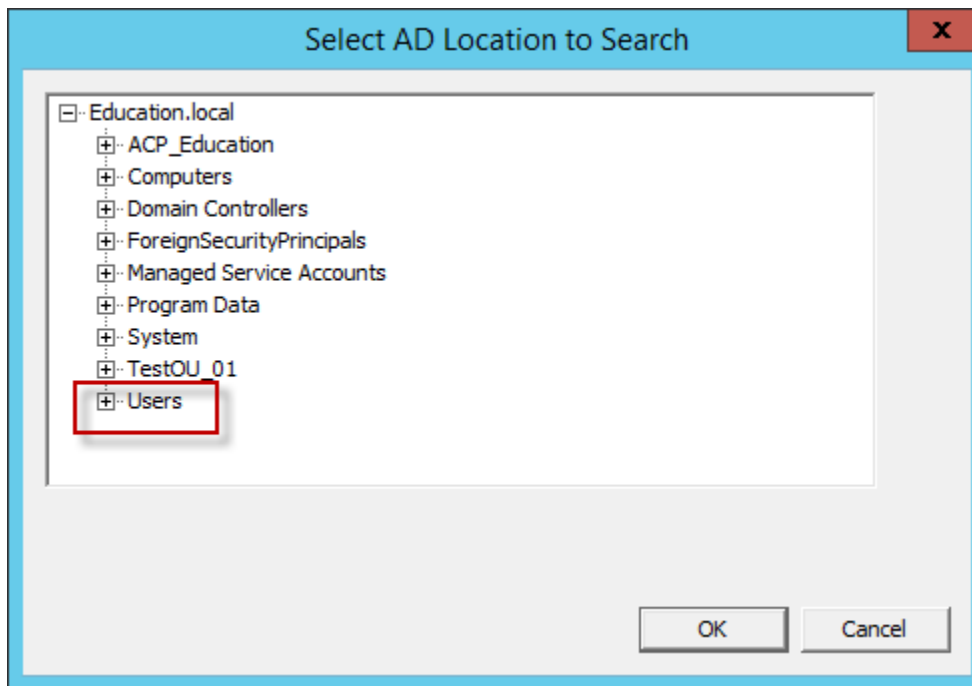 Select AD Location to Search
x
Education.local
ACP_Education
Computers
Domain Controllers
ForeignSecurityPrincipals
Managed Service Accounts
Program Data
System
TestOU_01
Users
OK Cancel